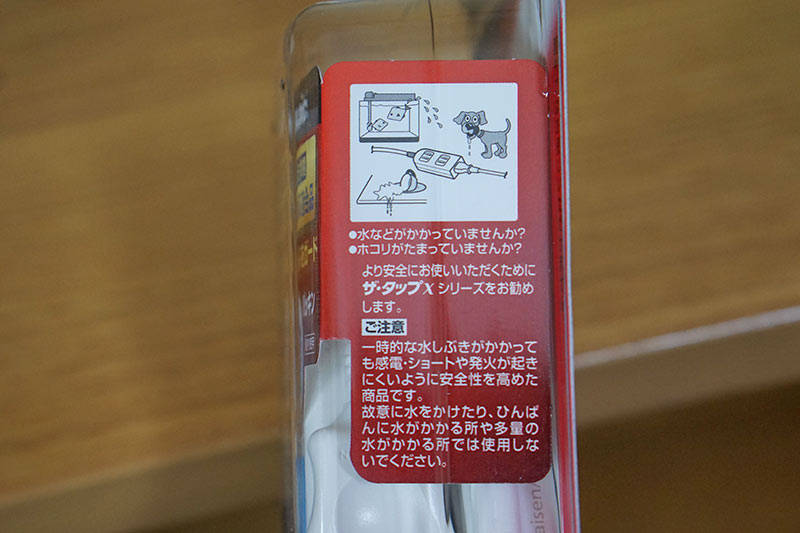 ●水などがかかっていませんか?
●ホコリがたまっていませんか?
より安全にお使いいただくために
ザ・タップXシリーズをお勧め
します。
ご注意
一時的な水しぶきがかかって
も感電・ショートや発火が起き
にくいように安全性を高めた
商品です。
故意に水をかけたり、ひんぱ
んに水がかかる所や多量の
水がかかる所では使用しな
いでください。
aisen/